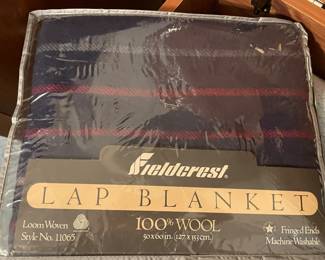 Fieldcrest®
LAP BLANKET
Loom Woven
Style No. 11065
100% WOOL
50 x 60 in. (127 x 153 cm.)
Fringed Ends
Machine Washable